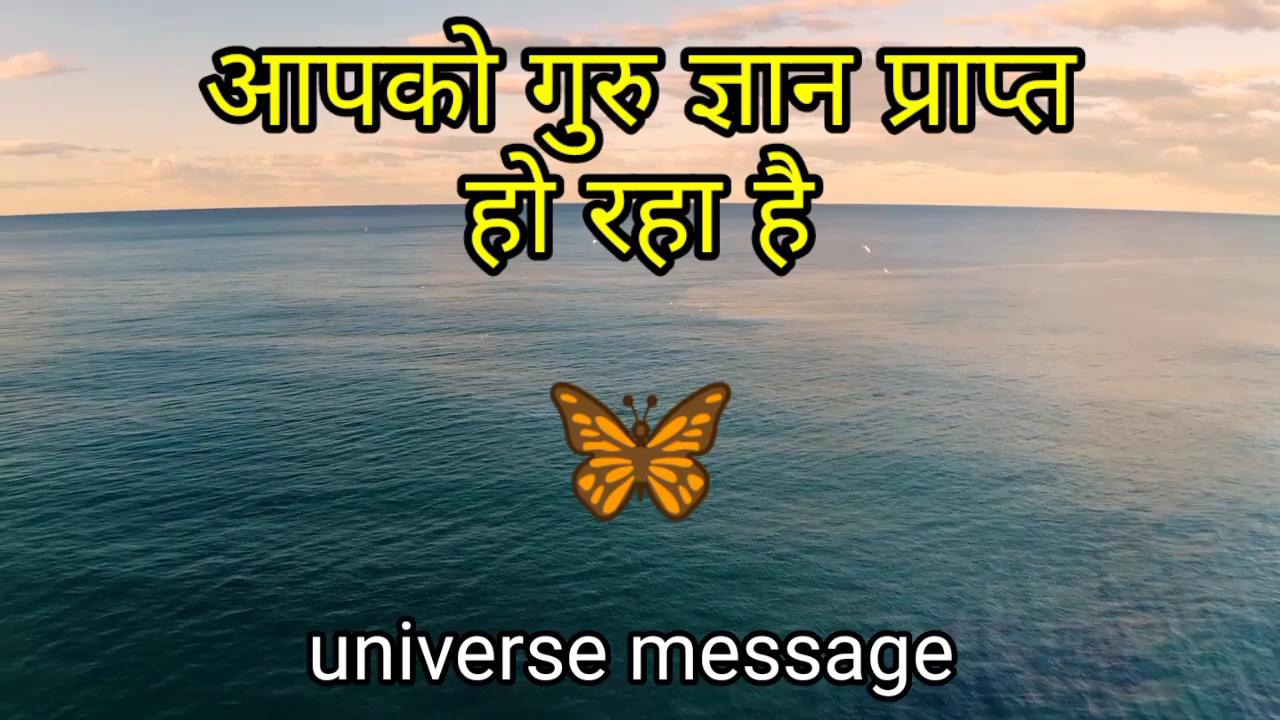 आपको गुरु ज्ञान प्राप्त
हो रहा है
universe message